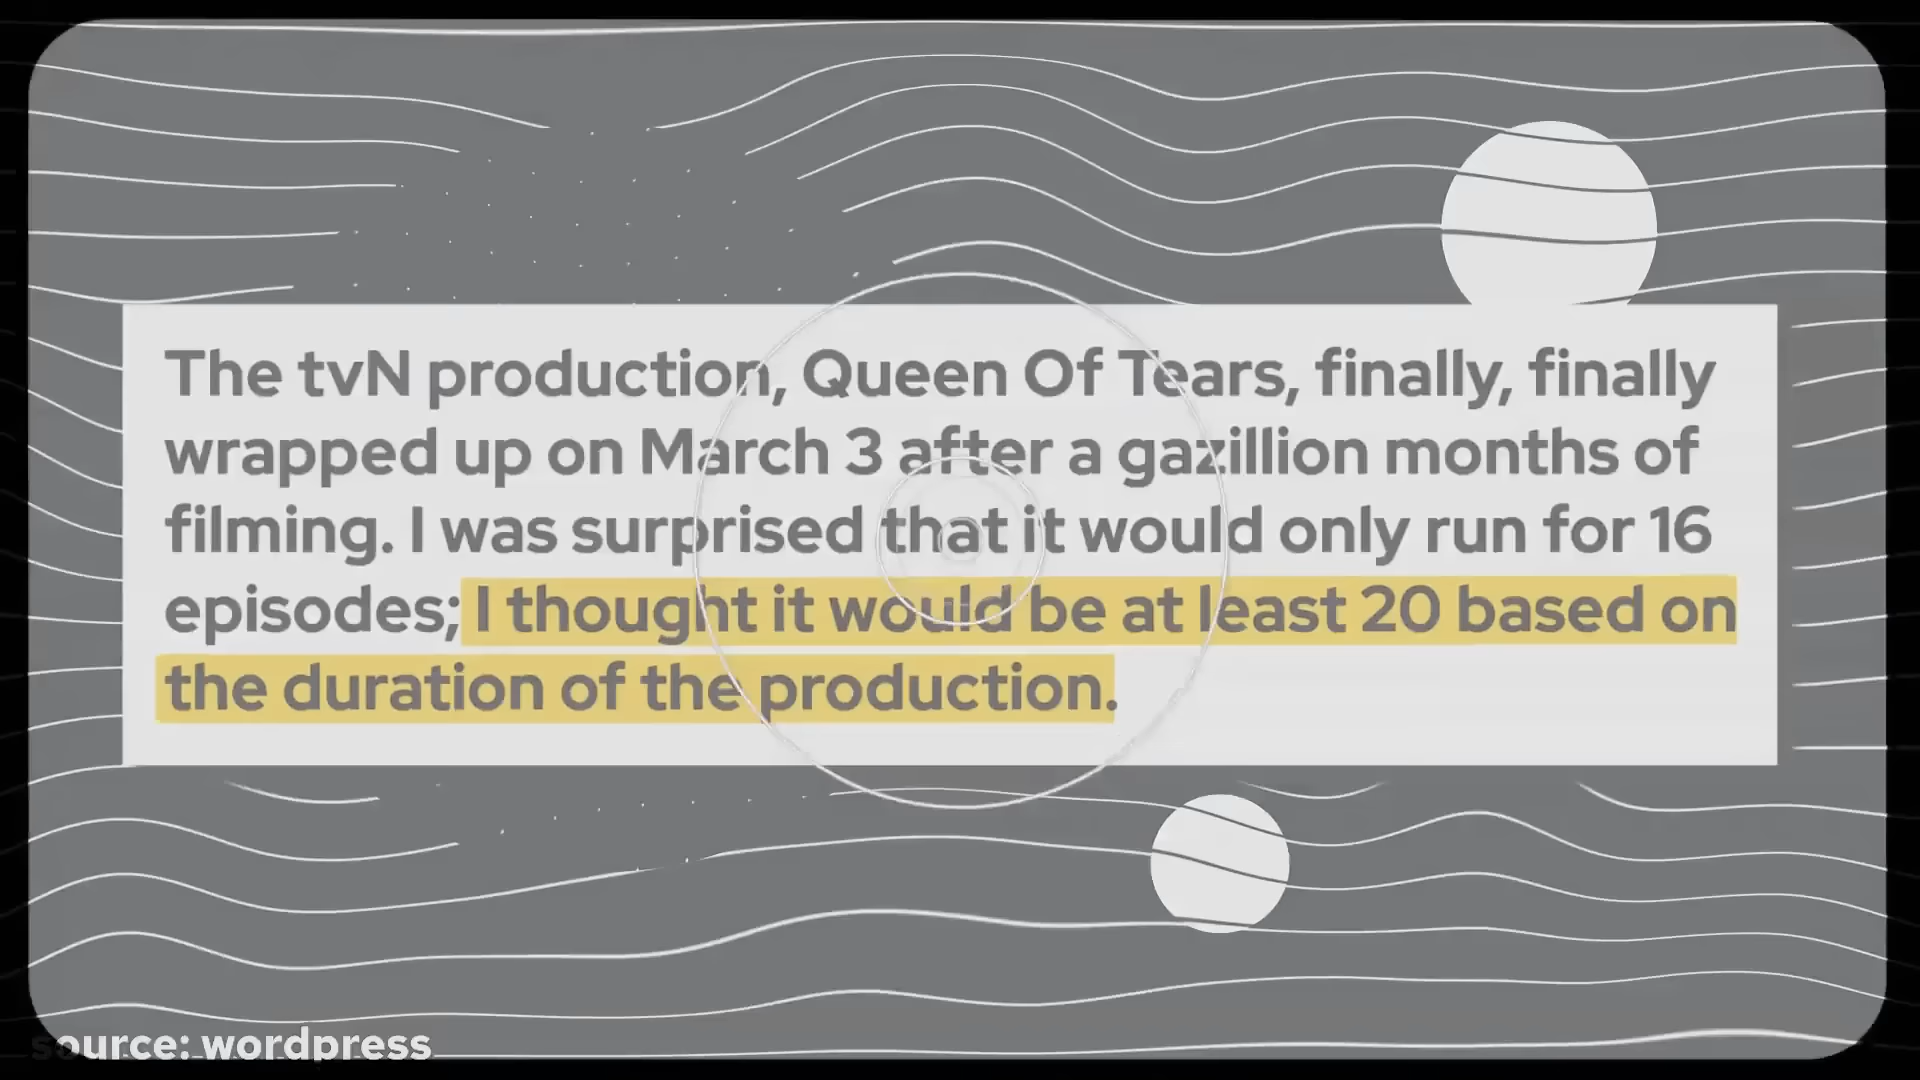 The tvN production, Queen Of Tears, finally, finally
wrapped up on March 3 after a gazillion months of
filming. I was surprised that it would only run for 16
episodes; I thought it would be at least 20 based on
the duration of the production.
source: wordpress